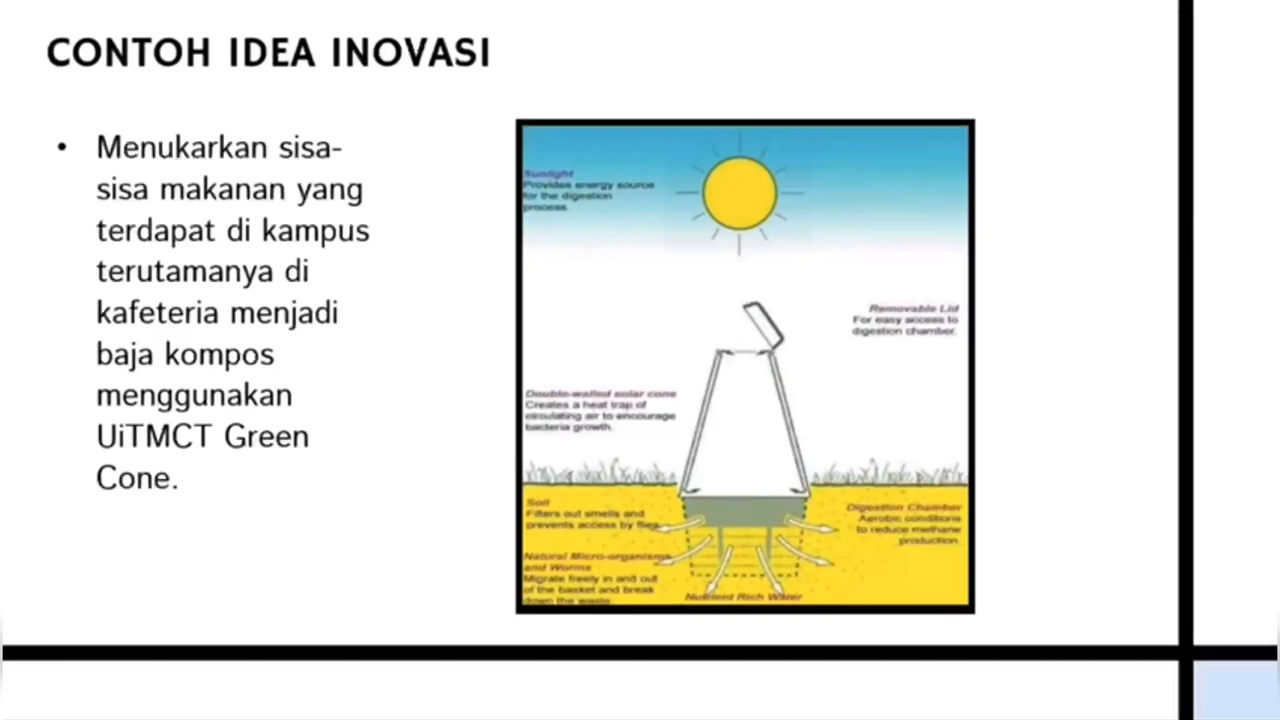 CONTOH IDEA INOVASI
• Menukarkan sisa-
sisa makanan yang
terdapat di kampus
terutamanya di
kafeteria menjadi
baja kompos
menggunakan
UiTMCT Green
Cone.
Sunlight
Provides energy source
for the digestion
process.
Removable Lid
For easy access to
digestion chamber.
Double-walled solar cone
Creates a heat trap of
circulating air to encourage
bacteria growth.
Soil
Filters out smells and
prevents access by flies.
Digestion Chamber
Aerobic conditions
to reduce methane
production.
Natural Micro-organisms
and Worms
Migrate freely in and out
of the basket and break
down the waste.
Nutrient Rich Water